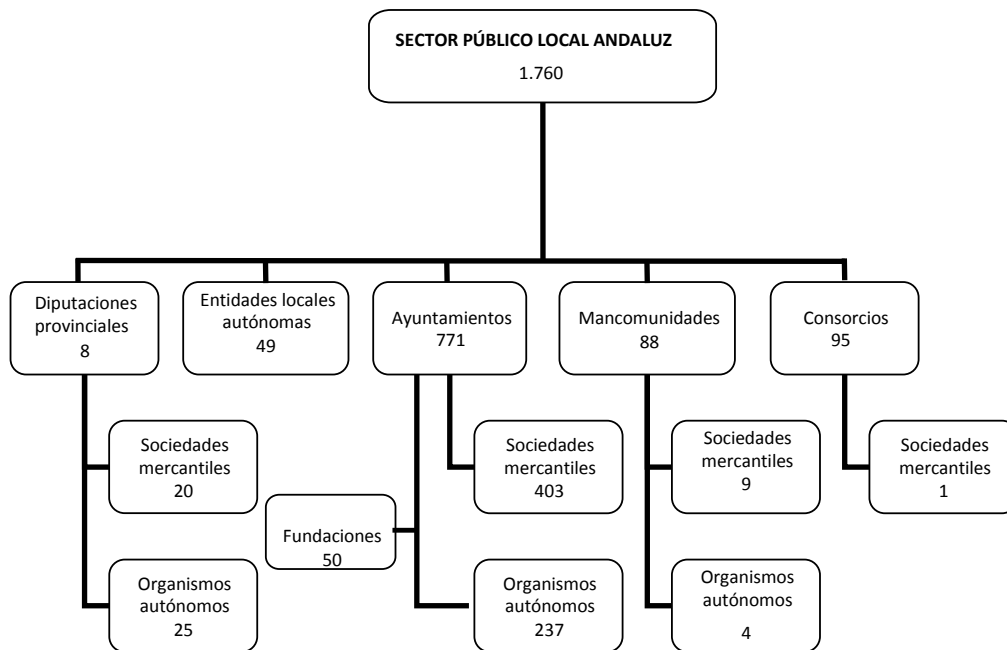 SECTOR PÚBLICO LOCAL ANDALUZ
1.760
Diputaciones
provinciales
8
Entidades locales
autónomas
49
Ayuntamientos
771
Mancomunidades
88
Consorcios
95
Sociedades
mercantiles
20
Sociedades
mercantiles
403
Sociedades
mercantiles
9
Sociedades
mercantiles
1
Fundaciones
50
Organismos
autónomos
25
Organismos
autónomos
237
Organismos
autónomos
4